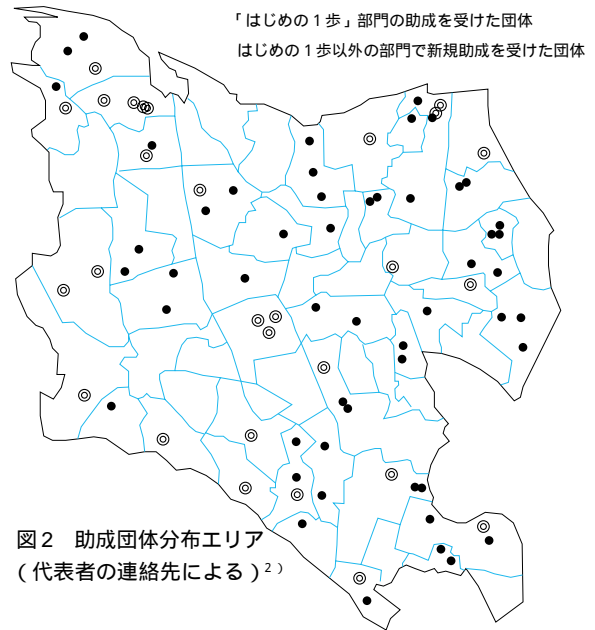 「はじめの１歩」部門の助成を受けた団体
はじめの１歩以外の部門で新規助成を受けた団体
図２　助成団体分布エリア
（代表者の連絡先による）２）